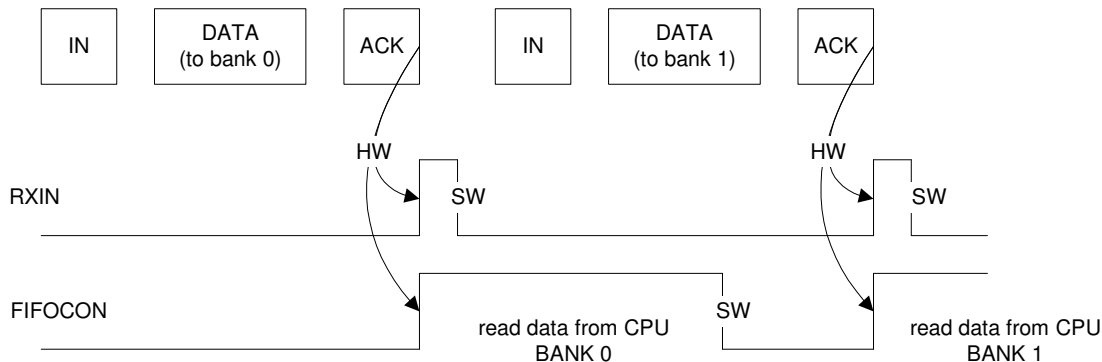 IN
DATA
(to bank 0)
ACK
IN
DATA
(to bank 1)
ACK
HW
HW
RXIN
SW
SW
FIFOCON
SW
read data from CPU
BANK 0
read data from CPU
BANK 1